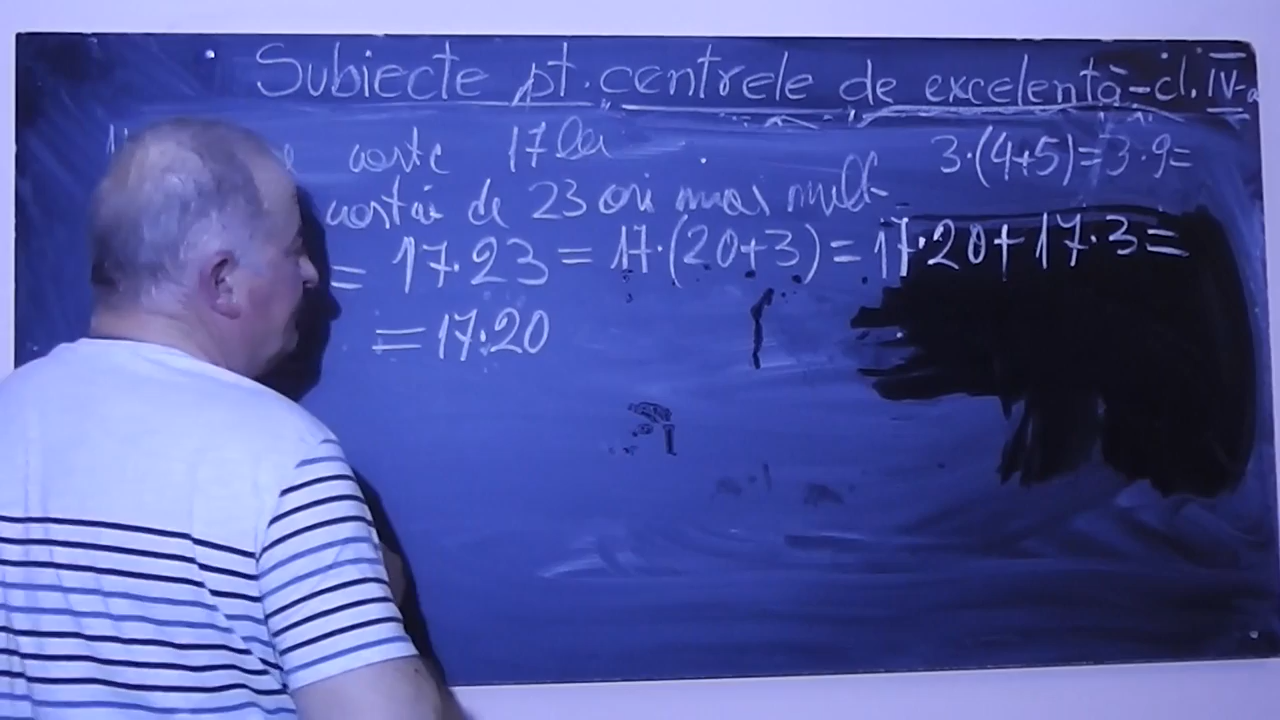 Subiecte pt. centrele de excelență-cl. IV-a
coste 17 lei
3·(4+5)=3·9=
costă de 23 ori mai mult
= 17·23 = 17·(20+3) = 17·20+17·3=
= 17·20